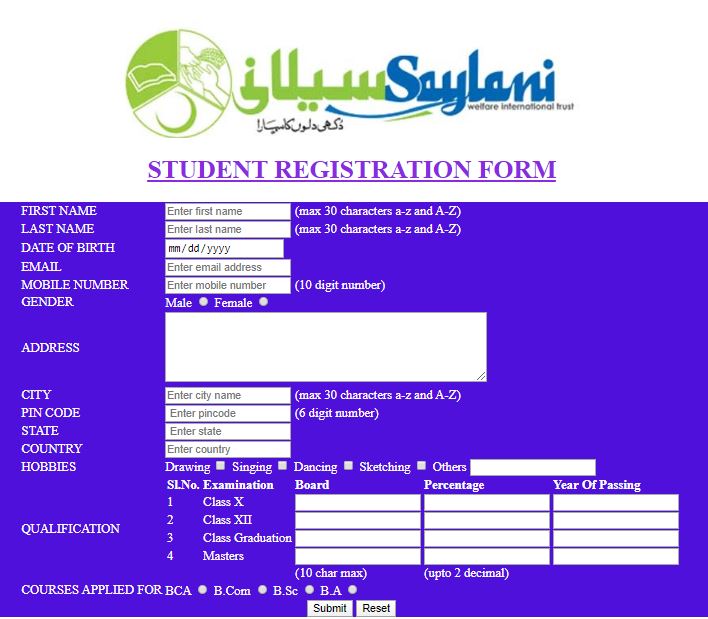 سیلانی Saylani
welfare international trust
دکھی دلوں کا سہارا
STUDENT REGISTRATION FORM
FIRST NAME Enter first name (max 30 characters a-z and A-Z)
LAST NAME Enter last name (max 30 characters a-z and A-Z)
DATE OF BIRTH mm/dd/yyyy
EMAIL Enter email address
MOBILE NUMBER Enter mobile number (10 digit number)
GENDER Male Female
ADDRESS
CITY Enter city name (max 30 characters a-z and A-Z)
PIN CODE Enter pincode (6 digit number)
STATE Enter state
COUNTRY Enter country
HOBBIES Drawing Singing Dancing Sketching Others
Sl.No. Examination Board Percentage Year Of Passing
1 Class X
2 Class XII
QUALIFICATION
3 Class Graduation
4 Masters
(10 char max) (upto 2 decimal)
COURSES APPLIED FOR BCA B.Com B.Sc B.A
Submit Reset